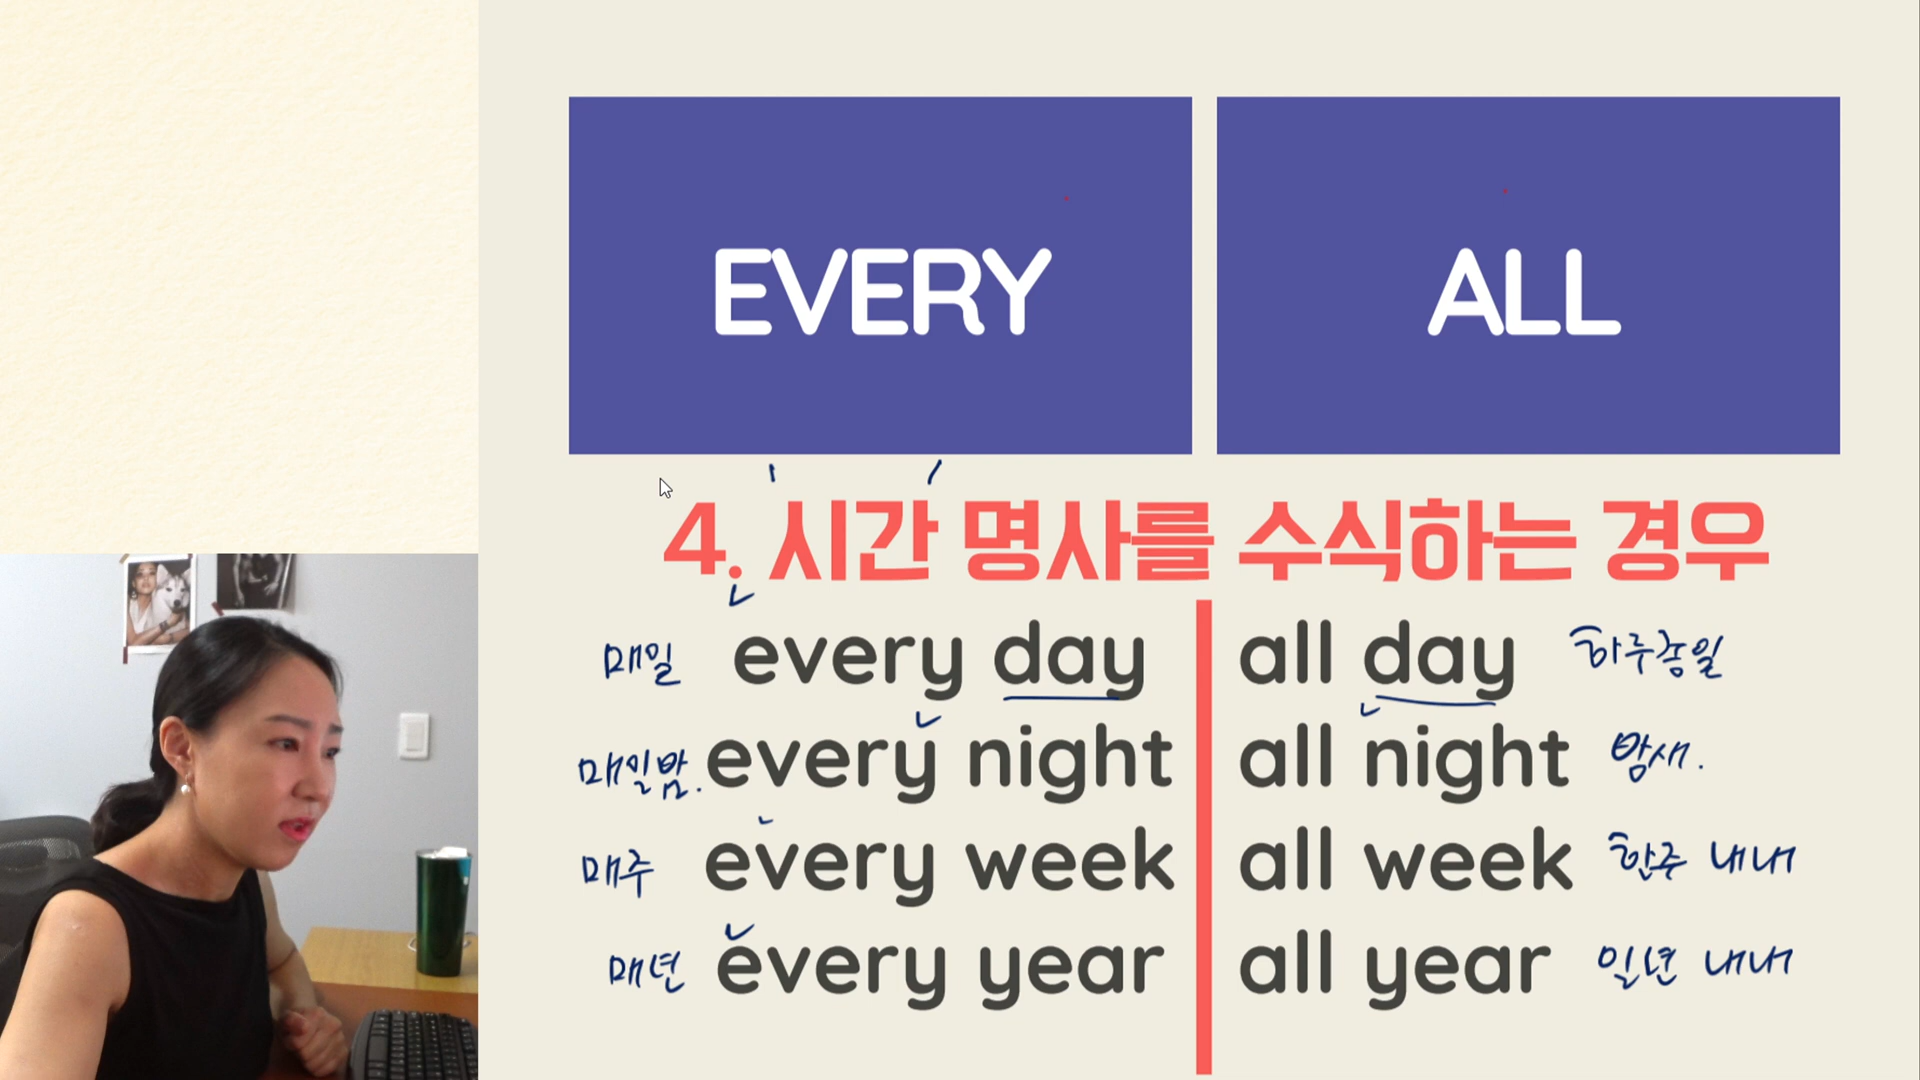 EVERY ALL
4. 시간 명사를 수식하는 경우
매일 every day all day 하루종일
매일밤. every night all night 밤새.
매주 every week all week 한주 내내
매년 every year all year 일년 내내